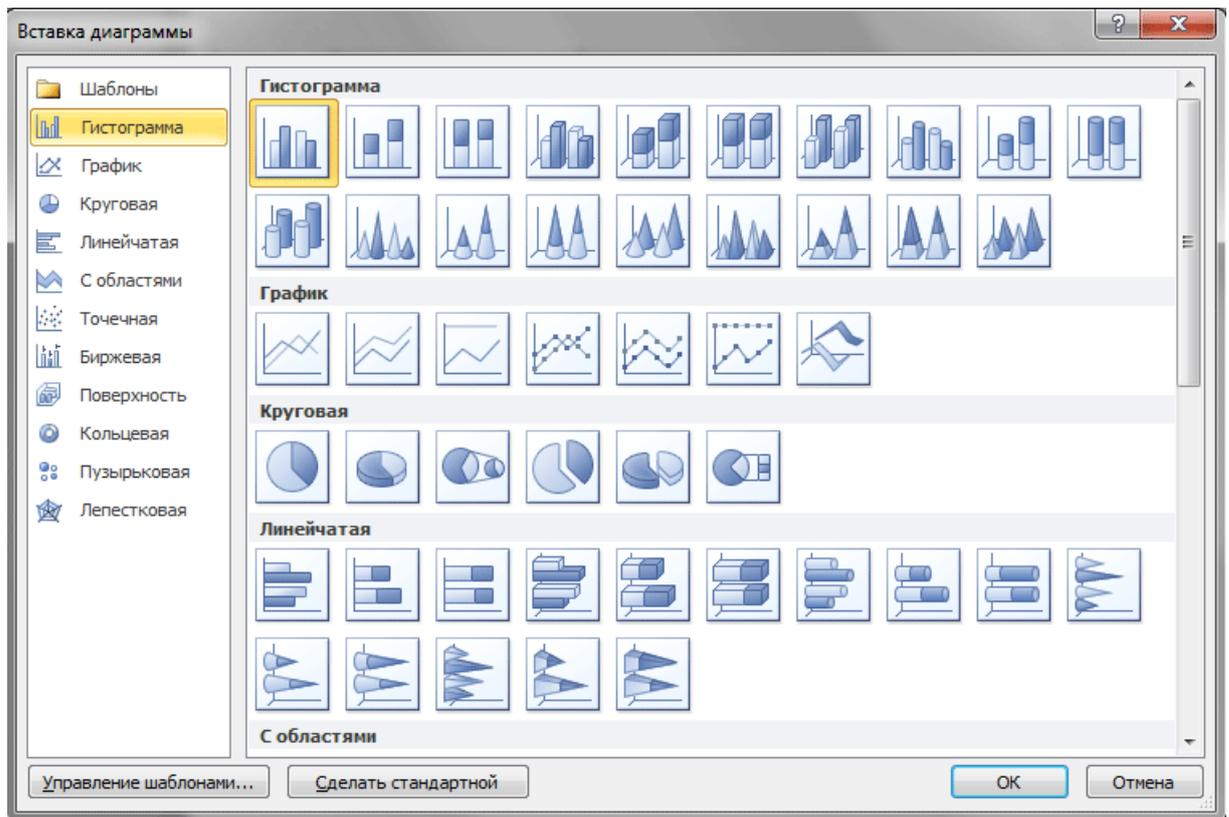 Вставка диаграммы
Шаблоны
Гистограмма
График
Круговая
Линейчатая
С областями
Точечная
Биржевая
Поверхность
Кольцевая
Пузырьковая
Лепестковая
Гистограмма
График
Круговая
Линейчатая
С областями
Управление шаблонами...
Сделать стандартной
ОК
Отмена